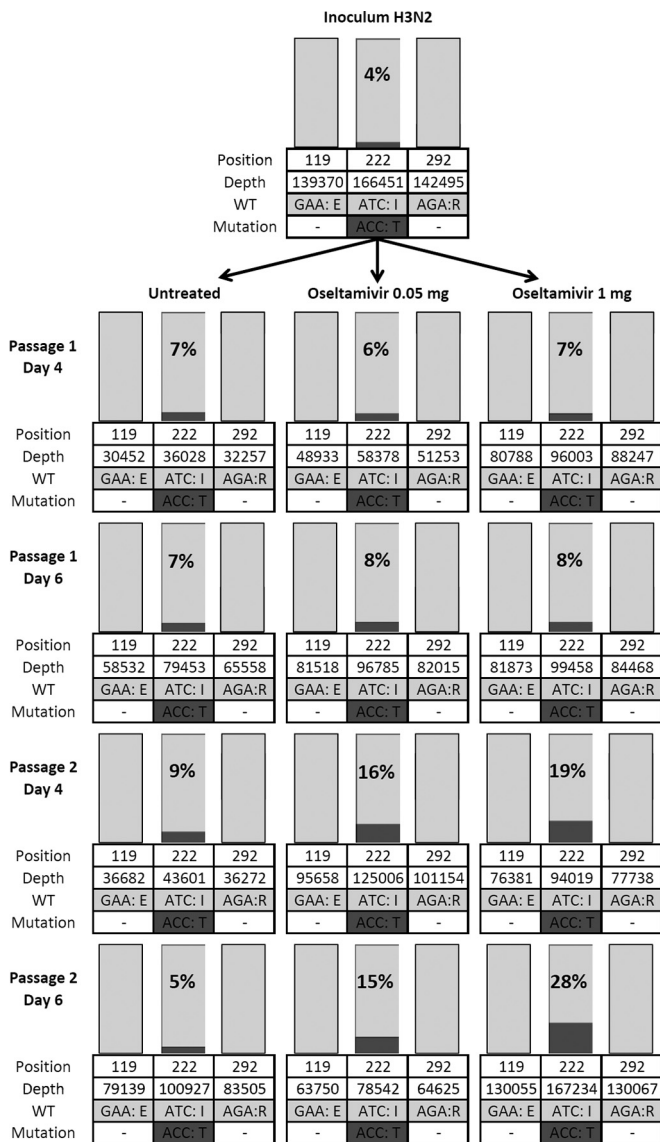 Inoculum H3N2
4%
Position 119 222 292
Depth 139370 166451 142495
WT GAA: E ATC: I AGA:R
Mutation - ACC: T -
Untreated Oseltamivir 0.05 mg Oseltamivir 1 mg
Passage 1
Day 4
7% 6% 7%
Position 119 222 292 119 222 292 119 222 292
Depth 30452 36028 32257 48933 58378 51253 80788 96003 88247
WT GAA: E ATC: I AGA:R GAA: E ATC: I AGA:R GAA: E ATC: I AGA:R
Mutation - ACC: T - - ACC: T - - ACC: T -
Passage 1
Day 6
7% 8% 8%
Position 119 222 292 119 222 292 119 222 292
Depth 58532 79453 65558 81518 96785 82015 81873 99458 84468
WT GAA: E ATC: I AGA:R GAA: E ATC: I AGA:R GAA: E ATC: I AGA:R
Mutation - ACC: T - - ACC: T - - ACC: T -
Passage 2
Day 4
9% 16% 19%
Position 119 222 292 119 222 292 119 222 292
Depth 36682 43601 36272 95658 125006 101154 76381 94019 77738
WT GAA: E ATC: I AGA:R GAA: E ATC: I AGA:R GAA: E ATC: I AGA:R
Mutation - ACC: T - - ACC: T - - ACC: T -
Passage 2
Day 6
5% 15% 28%
Position 119 222 292 119 222 292 119 222 292
Depth 79139 100927 83505 63750 78542 64625 130055 167234 130067
WT GAA: E ATC: I AGA:R GAA: E ATC: I AGA:R GAA: E ATC: I AGA:R
Mutation - ACC: T - - ACC: T - - ACC: T -